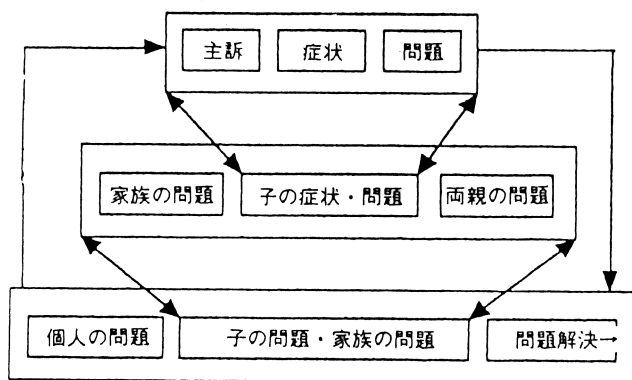 主訴 症状 問題
家族の問題 子の症状・問題 両親の問題
個人の問題 子の問題・家族の問題 問題解決→